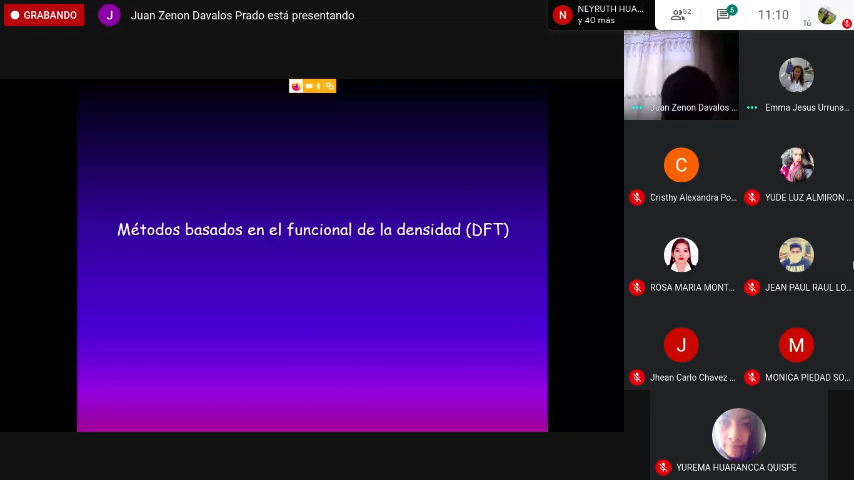 GRABANDO
J
Juan Zenon Davalos Prado está presentando
N
NEYRUTH HUA...
y 40 más
52
6
11:10
Tú
Juan Zenon Davalos ...
Emma Jesus Urruna...
C
Cristhy Alexandra Po...
YUDE LUZ ALMIRON ...
Métodos basados en el funcional de la densidad (DFT)
ROSA MARIA MONT...
JEAN PAUL RAUL LO...
J
Jhean Carlo Chavez ...
M
MONICA PIEDAD SO...
YUREMA HUARANCCA QUISPE